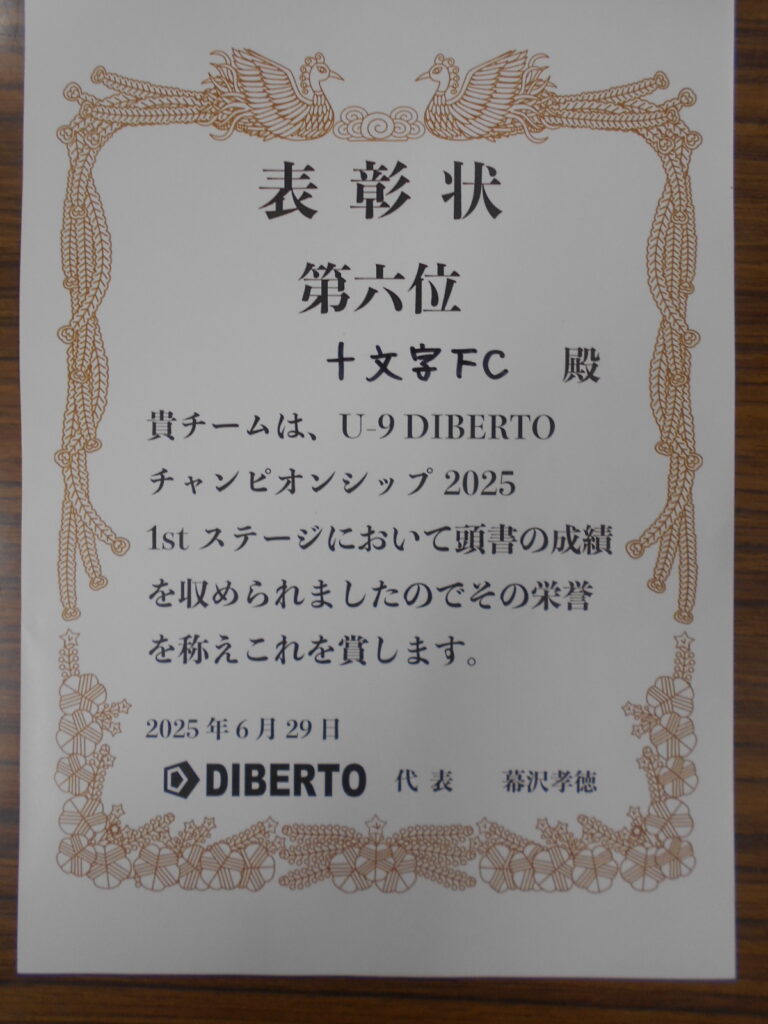 表彰状
第六位
十文字FC 殿
貴チームは、U-9 DIBERTO
チャンピオンシップ 2025
1st ステージにおいて頭書の成績
を収められましたのでその栄誉
を称えこれを賞します。
2025 年 6 月 29 日
DIBERTO 代表 幕沢孝徳